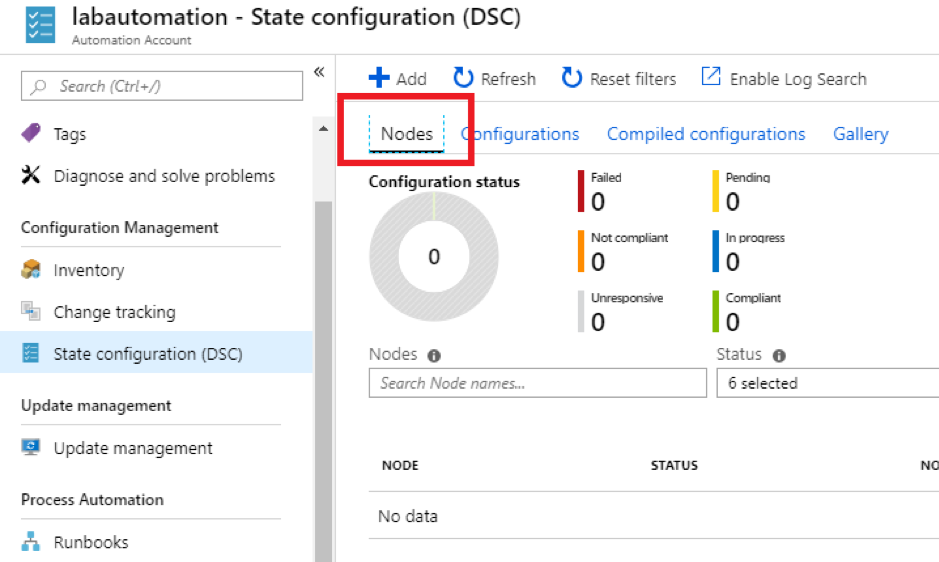 labautomation - State configuration (DSC)
Automation Account
Search (Ctrl+/)
«
Tags
Diagnose and solve problems
Configuration Management
Inventory
Change tracking
State configuration (DSC)
Update management
Update management
Process Automation
Runbooks
Add Refresh Reset filters Enable Log Search
Nodes Configurations Compiled configurations Gallery
Configuration status
0
Failed
0
Pending
0
Not compliant
0
In progress
0
Unresponsive
0
Compliant
0
Nodes
Search Node names...
Status
6 selected
NODE STATUS NO
No data